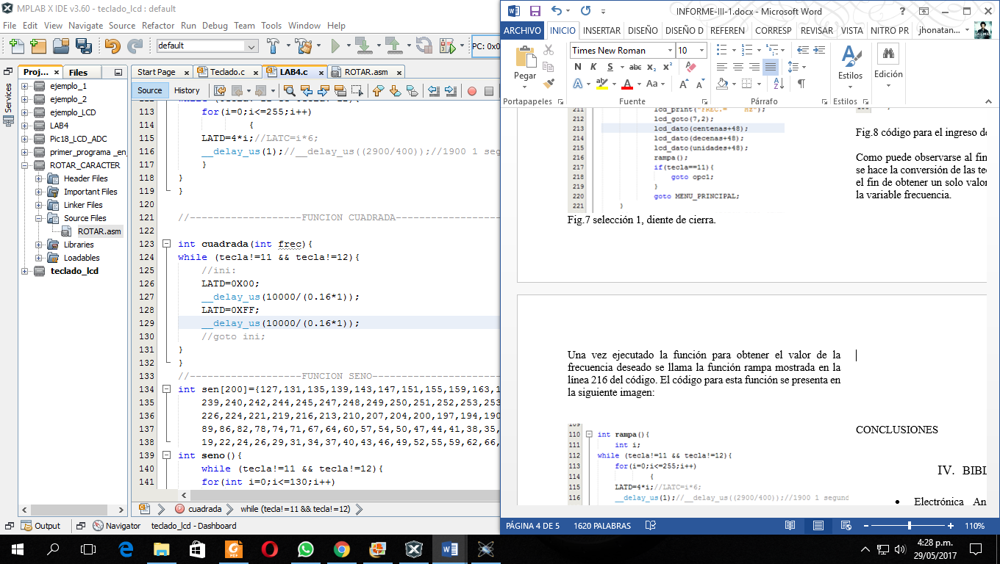 MPLAB X IDE v3.60 - teclado_lcd : default
File Edit View Navigate Source Refactor Run Debug Team Tools Window Help
default
PC: 0x0
Services
Proj... × Files
ejemplo_1
ejemplo_2
ejemplo_LCD
LAB4
Pic18_LCD_ADC
primer_programa _en_
ROTAR_CARACTER
Header Files
Important Files
Linker Files
Source Files
ROTAR.asm
Libraries
Loadables
teclado_lcd
Start Page × Teclado.c × LAB4.c × ROTAR.asm ×
Source History
113 for(i=0;i<=255;i++)
114 {
115 LATD=4*i;//LATC=i*6;
116 __delay_us(1);//__delay_us((2900/400));//1900 1 segu
117 }
118 }
119 }
120
121 //-------------------FUNCION CUADRADA------------------
122
123 int cuadrada(int frec){
124 while (tecla!=11 && tecla!=12){
125 //ini:
126 LATD=0X00;
127 __delay_us(10000/(0.16*1));
128 LATD=0XFF;
129 __delay_us(10000/(0.16*1));
130 //goto ini;
131 }
132 }
133 //-------------------FUNCION SENO----------------------
134 int sen[200]={127,131,135,139,143,147,151,155,159,163,1
135 239,240,242,244,245,247,248,249,250,251,252,253,253
136 226,224,221,219,216,213,210,207,204,200,197,194,190
137 89,86,82,78,74,71,67,64,60,57,54,50,47,44,41,38,35,
138 19,22,24,26,29,31,34,37,40,43,46,49,52,55,59,62,66,
139 int seno(){
140 while (tecla!=11 && tecla!=12){
141 for(int i=0;i<=130;i++)
cuadrada while (tecla!=11 && tecla!=12)
Output Navigator teclado_lcd - Dashboard
INFORME-III-1.docx - Microsoft Word
ARCHIVO INICIO INSERTAR DISEÑO DISEÑO D REFEREN CORRESP REVISAR VISTA NITRO PR jhonatan...
Times New Roman 10
Pegar
N K S abc x₂ x²
A ab A Aa A A
Estilos Edición
Portapapeles Fuente Párrafo Estilos
211 lcd_print("FREC.= HZ");
212 lcd_goto(7,2);
213 lcd_dato(centenas+48);
214 lcd_dato(decenas+48);
215 lcd_dato(unidades+48);
216 rampa();
217 if(tecla==11){
218 goto opc1;
219 }
220 goto MENU_PRINCIPAL;
221 }
Fig.7 selección 1, diente de cierra.
Fig.8 código para el ingreso de
Como puede observarse al fin
se hace la conversión de las te
el fin de obtener un solo valor
la variable frecuencia.
Una vez ejecutado la función para obtener el valor de la
frecuencia deseado se llama la función rampa mostrada en la
línea 216 del código. El código para esta función se presenta en
la siguiente imagen:
109
110 int rampa(){
111 int i;
112 while (tecla!=11 && tecla!=12){
113 for(i=0;i<=255;i++)
114 {
115 LATD=4*i;//LATC=i*6;
116 __delay_us(1);//__delay_us((2900/400));//1900 1 segund
CONCLUSIONES
IV. BIBL
• Electrónica An
PÁGINA 4 DE 5 1620 PALABRAS 110%
4:28 p.m.
29/05/2017